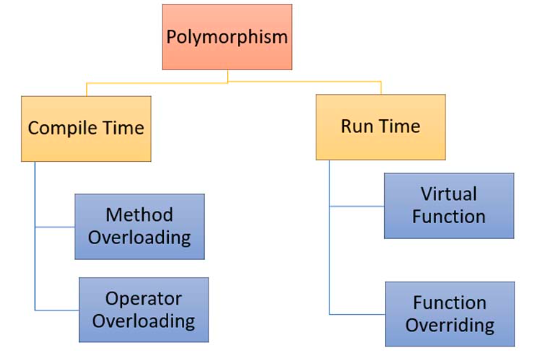 Polymorphism
Compile Time
Run Time
Method
Overloading
Operator
Overloading
Virtual
Function
Function
Overriding